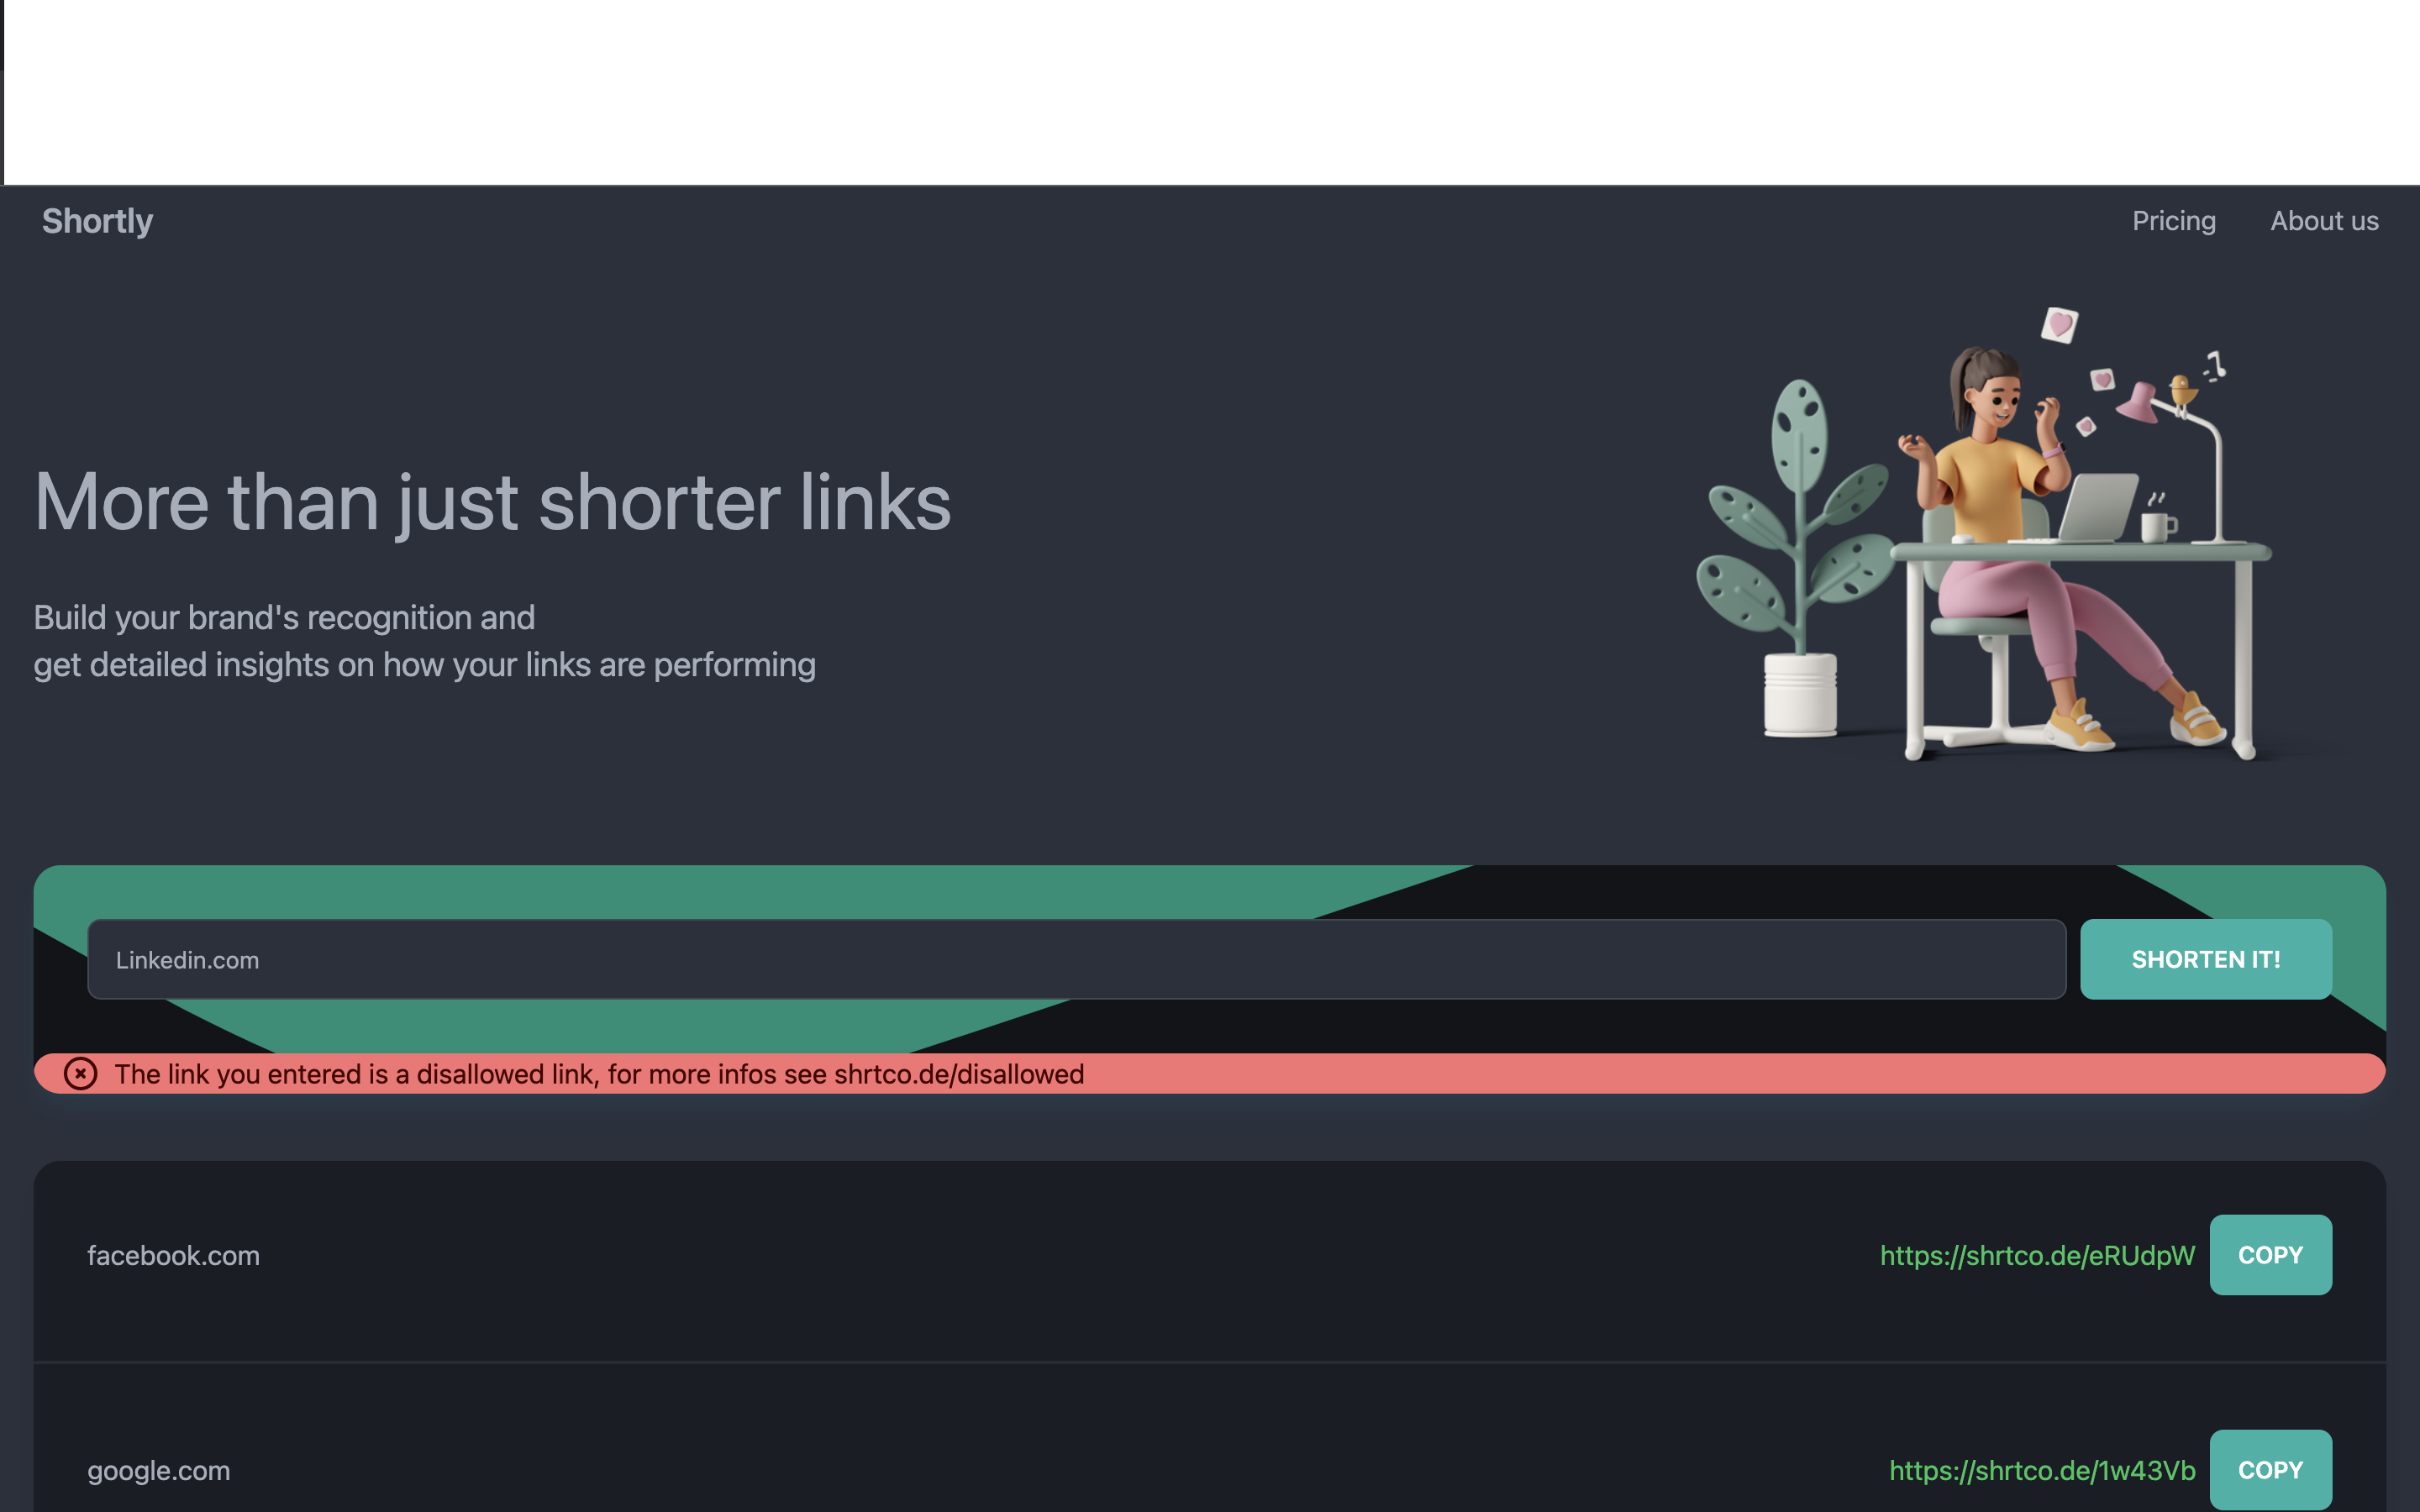 Shortly
Pricing
About us
More than just shorter links
Build your brand's recognition and
get detailed insights on how your links are performing
Linkedin.com
SHORTEN IT!
The link you entered is a disallowed link, for more infos see shrtco.de/disallowed
facebook.com
https://shrtco.de/eRUdpW
COPY
google.com
https://shrtco.de/1w43Vb
COPY